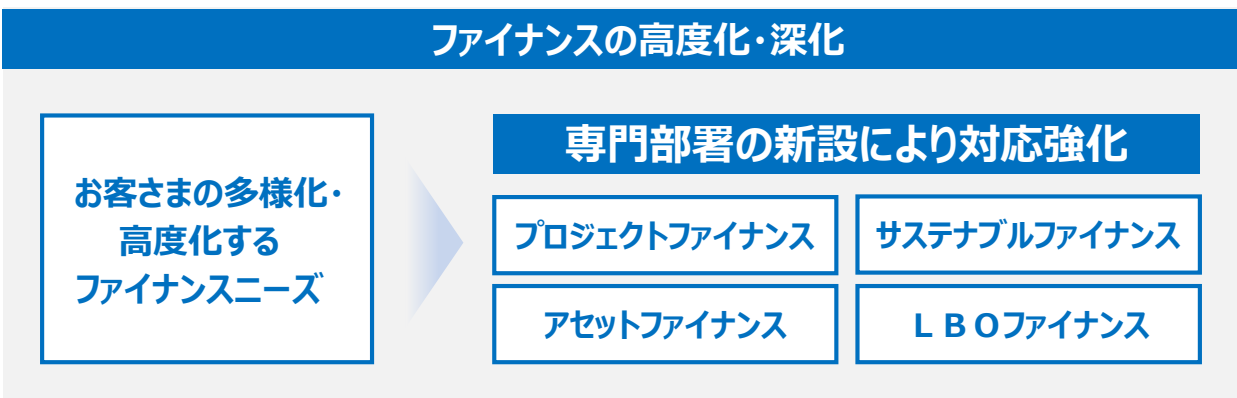 ファイナンスの高度化・深化
お客さまの多様化・
高度化する
ファイナンスニーズ
専門部署の新設により対応強化
プロジェクトファイナンス
サステナブルファイナンス
アセットファイナンス
ＬＢＯファイナンス